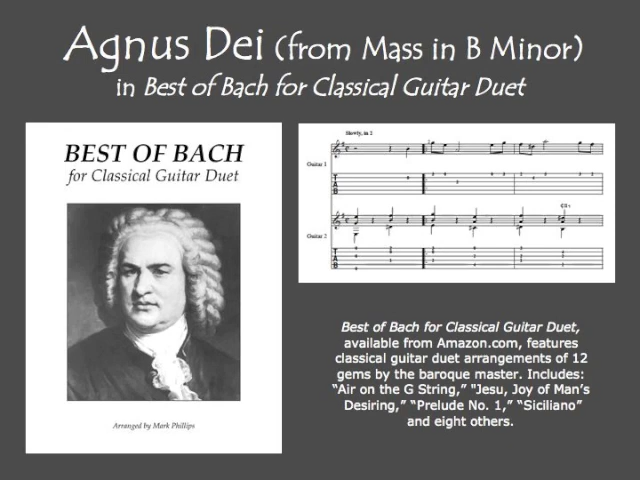 Agnus Dei (from Mass in B Minor)
in Best of Bach for Classical Guitar Duet
BEST OF BACH
for Classical Guitar Duet
Arranged by Mark Phillips
Slowly, in 2
Guitar 1
Guitar 2
Best of Bach for Classical Guitar Duet,
available from Amazon.com, features
classical guitar duet arrangements of 12
gems by the baroque master. Includes:
“Air on the G String,” "Jesu, Joy of Man’s
Desiring,” “Prelude No. 1,” “Siciliano”
and eight others.